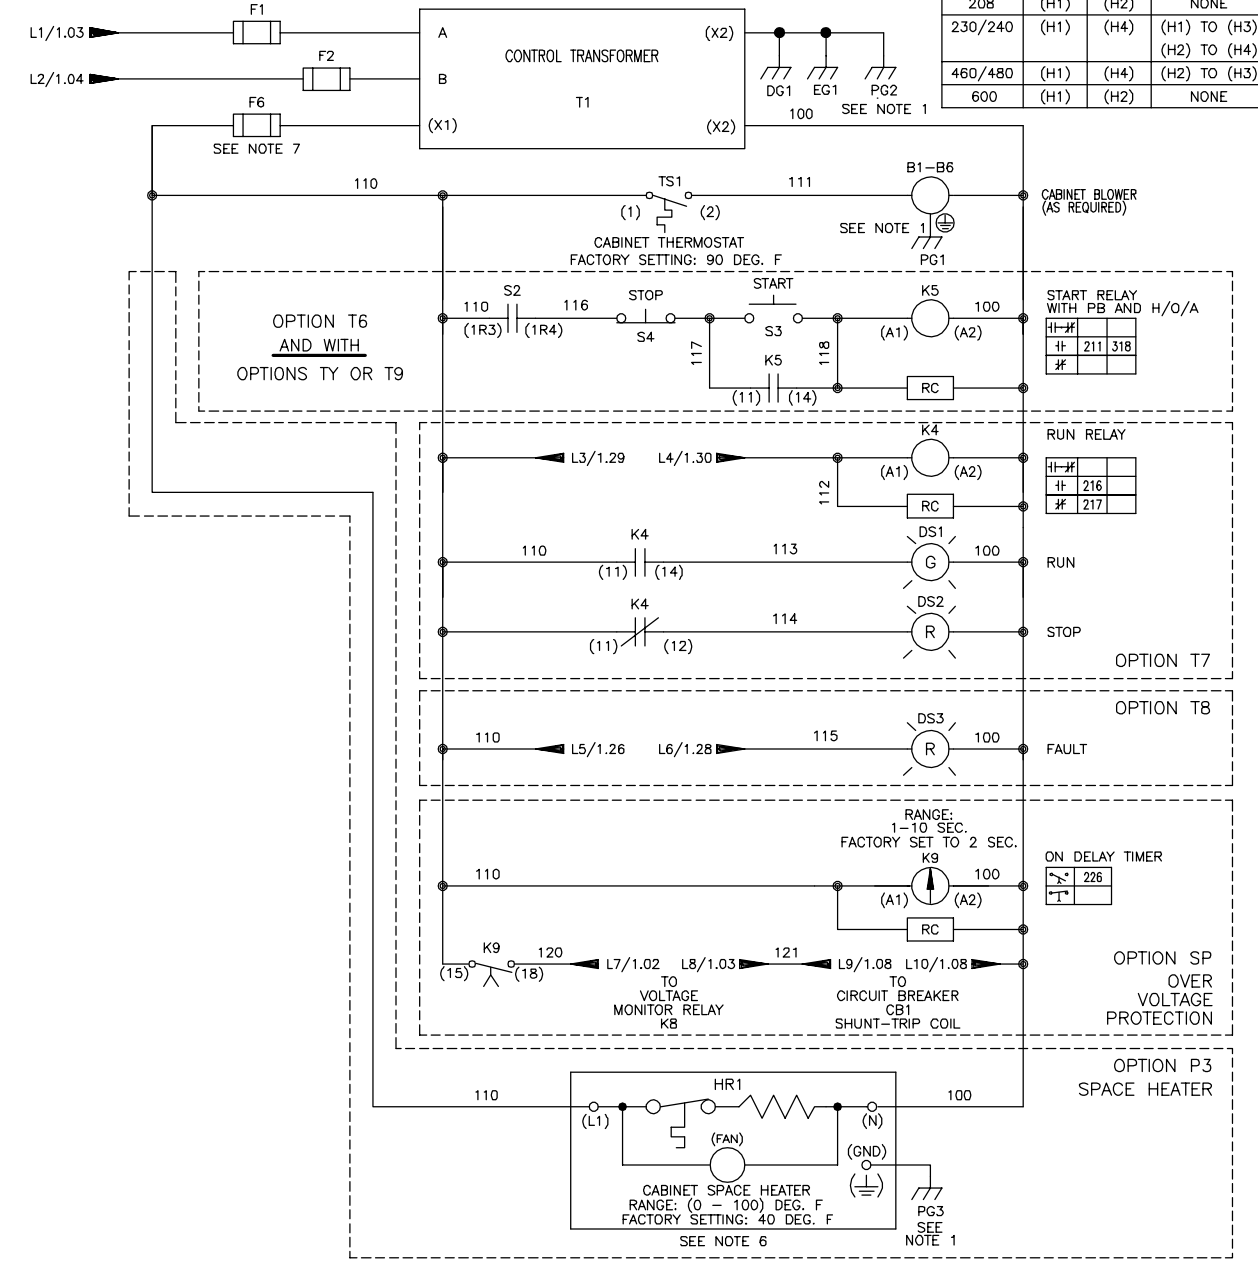 208 (H1) (H2) NONE
230/240 (H1) (H4) (H1) TO (H3)
(H2) TO (H4)
460/480 (H1) (H4) (H2) TO (H3)
600 (H1) (H2) NONE
F1
L1/1.03
A
(X2)
CONTROL TRANSFORMER
F2
L2/1.04
B
T1
DG1 EG1 PG2
SEE NOTE 1
F6
(X1)
(X2)
100
SEE NOTE 7
110
TS1
111
B1-B6
(1) (2)
CABINET BLOWER
(AS REQUIRED)
SEE NOTE 1
PG1
CABINET THERMOSTAT
FACTORY SETTING: 90 DEG. F
OPTION T6
AND WITH
OPTIONS TY OR T9
110
S2
116
(1R3) (1R4)
STOP
S4
START
S3
K5
(A1) (A2)
100
START RELAY
WITH PB AND H/O/A
211 318
117
118
K5
(11) (14)
RC
L3/1.29 L4/1.30
K4
(A1) (A2)
RUN RELAY
216
217
112
RC
110
K4
(11) (14)
113
DS1
G
100
RUN
K4
(11) (12)
114
DS2
R
STOP
OPTION T7
OPTION T8
110
L5/1.26 L6/1.28
115
DS3
R
100
FAULT
RANGE:
1-10 SEC.
FACTORY SET TO 2 SEC.
110
K9
(A1) (A2)
100
ON DELAY TIMER
226
RC
K9
(15) (18)
120
L7/1.02 L8/1.03
121
L9/1.08 L10/1.08
TO
VOLTAGE
MONITOR RELAY
K8
TO
CIRCUIT BREAKER
CB1
SHUNT-TRIP COIL
OPTION SP
OVER
VOLTAGE
PROTECTION
OPTION P3
SPACE HEATER
110
HR1
100
(L1)
(N)
(FAN)
(GND)
CABINET SPACE HEATER
RANGE: (0 - 100) DEG. F
FACTORY SETTING: 40 DEG. F
SEE NOTE 6
PG3
SEE
NOTE 1